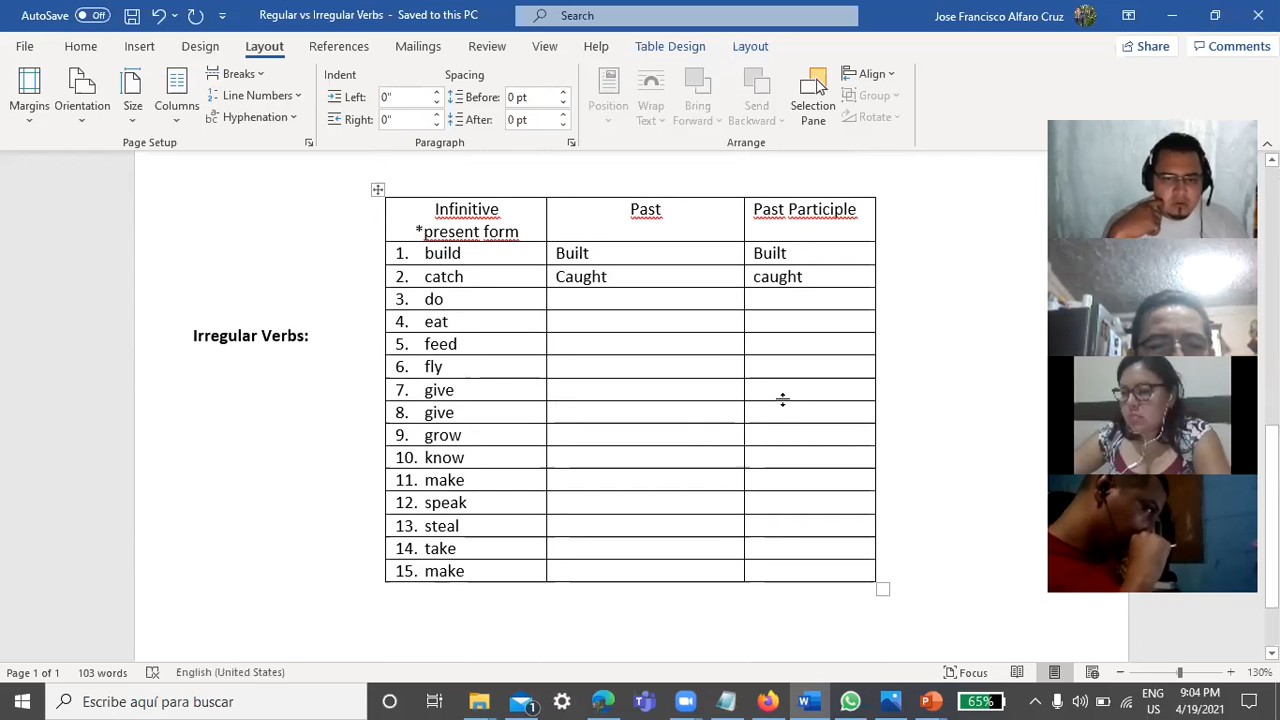 AutoSave Off Regular vs Irregular Verbs - Saved to this PC Search Jose Francisco Alfaro Cruz
File Home Insert Design Layout References Mailings Review View Help Table Design Layout Share Comments
Margins Orientation Size Columns Breaks Line Numbers Hyphenation
Page Setup
Indent Spacing
Left: 0" Before: 0 pt
Right: 0" After: 0 pt
Paragraph
Position Wrap Text Bring Forward Send Backward Selection Pane Align Group Rotate
Arrange
Infinitive Past Past Participle
*present form
1. build Built Built
2. catch Caught caught
3. do
4. eat
Irregular Verbs:
5. feed
6. fly
7. give
8. give
9. grow
10. know
11. make
12. speak
13. steal
14. take
15. make
Page 1 of 1 103 words English (United States) Focus 130%
Escribe aquí para buscar 1 65% ENG 9:04 PM
US 4/19/2021